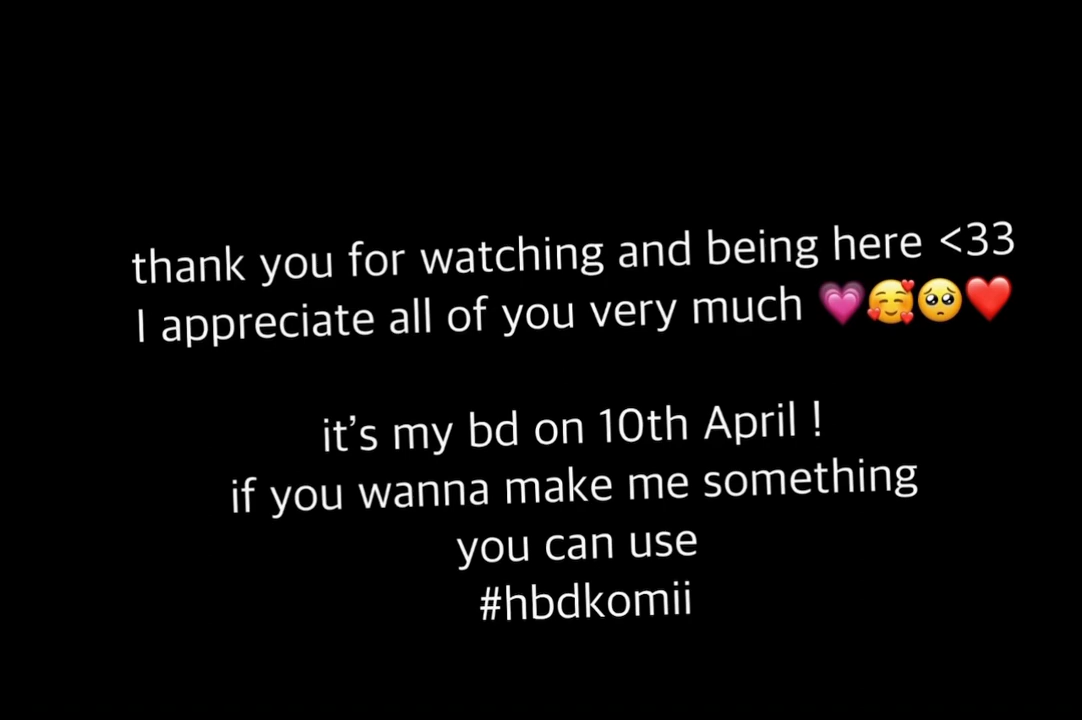 thank you for watching and being here <33
I appreciate all of you very much 💗🥰🥺❤️
it’s my bd on 10th April !
if you wanna make me something
you can use
#hbdkomii